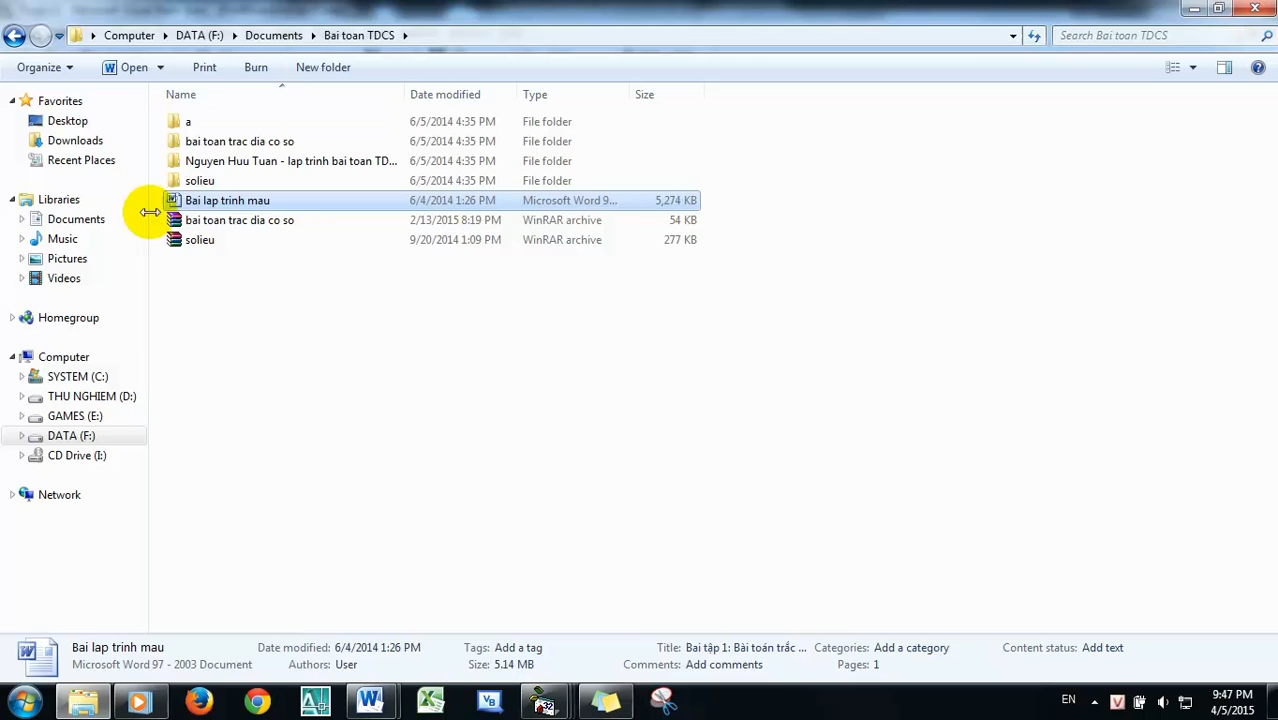 Computer DATA (F:) Documents Bai toan TDCS
Search Bai toan TDCS
Organize Open Print Burn New folder
Name Date modified Type Size
a 6/5/2014 4:35 PM File folder
bai toan trac dia co so 6/5/2014 4:35 PM File folder
Nguyen Huu Tuan - lap trinh bai toan TD... 6/5/2014 4:35 PM File folder
solieu 6/5/2014 4:35 PM File folder
Bai lap trinh mau 6/4/2014 1:26 PM Microsoft Word 9... 5,274 KB
bai toan trac dia co so 2/13/2015 8:19 PM WinRAR archive 54 KB
solieu 9/20/2014 1:09 PM WinRAR archive 277 KB
Favorites
Desktop
Downloads
Recent Places
Libraries
Documents
Music
Pictures
Videos
Homegroup
Computer
SYSTEM (C:)
THU NGHIEM (D:)
GAMES (E:)
DATA (F:)
CD Drive (I:)
Network
Bai lap trinh mau Date modified: 6/4/2014 1:26 PM Tags: Add a tag Title: Bài tập 1: Bài toán trắc ... Categories: Add a category Content status: Add text
Microsoft Word 97 - 2003 Document Authors: User Size: 5.14 MB Comments: Add comments Pages: 1
EN
9:47 PM
4/5/2015